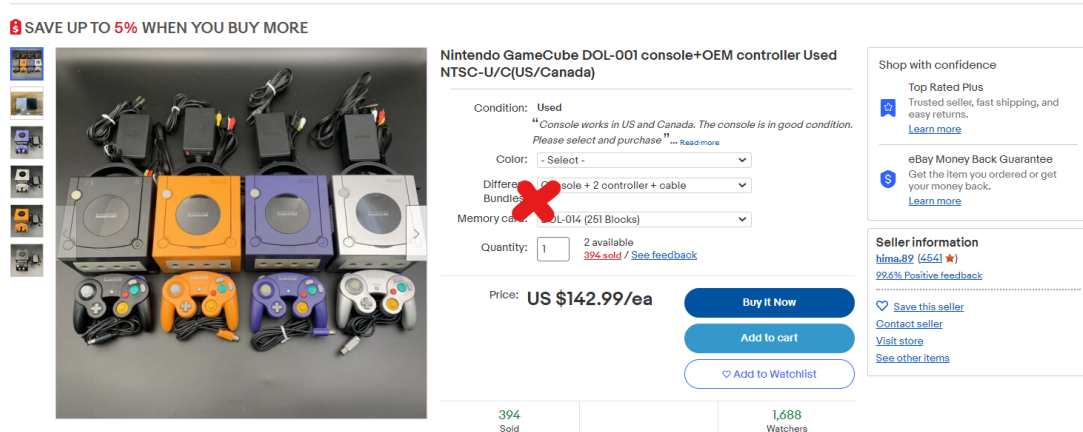 SAVE UP TO 5% WHEN YOU BUY MORE
Nintendo GameCube DOL-001 console+OEM controller Used
NTSC-U/C(US/Canada)
Condition: Used
“Console works in US and Canada. The console is in good condition.
Please select and purchase”... Read more
Color: - Select -
Bundles
+ 2 controller + cable
Memory DOL-014 (251 Blocks)
Quantity: 1
2 available
394 sold / See feedback
Price: US $142.99/ea
Buy It Now
Add to cart
Add to Watchlist
394
Sold
1,688
Watchers
Shop with confidence
Top Rated Plus
Trusted seller, fast shipping, and
easy returns.
Learn more
eBay Money Back Guarantee
Get the item you ordered or get
your money back.
Learn more
Seller information
hima.89 (4541)
99.6% Positive feedback
Save this seller
Contact seller
Visit store
See other items